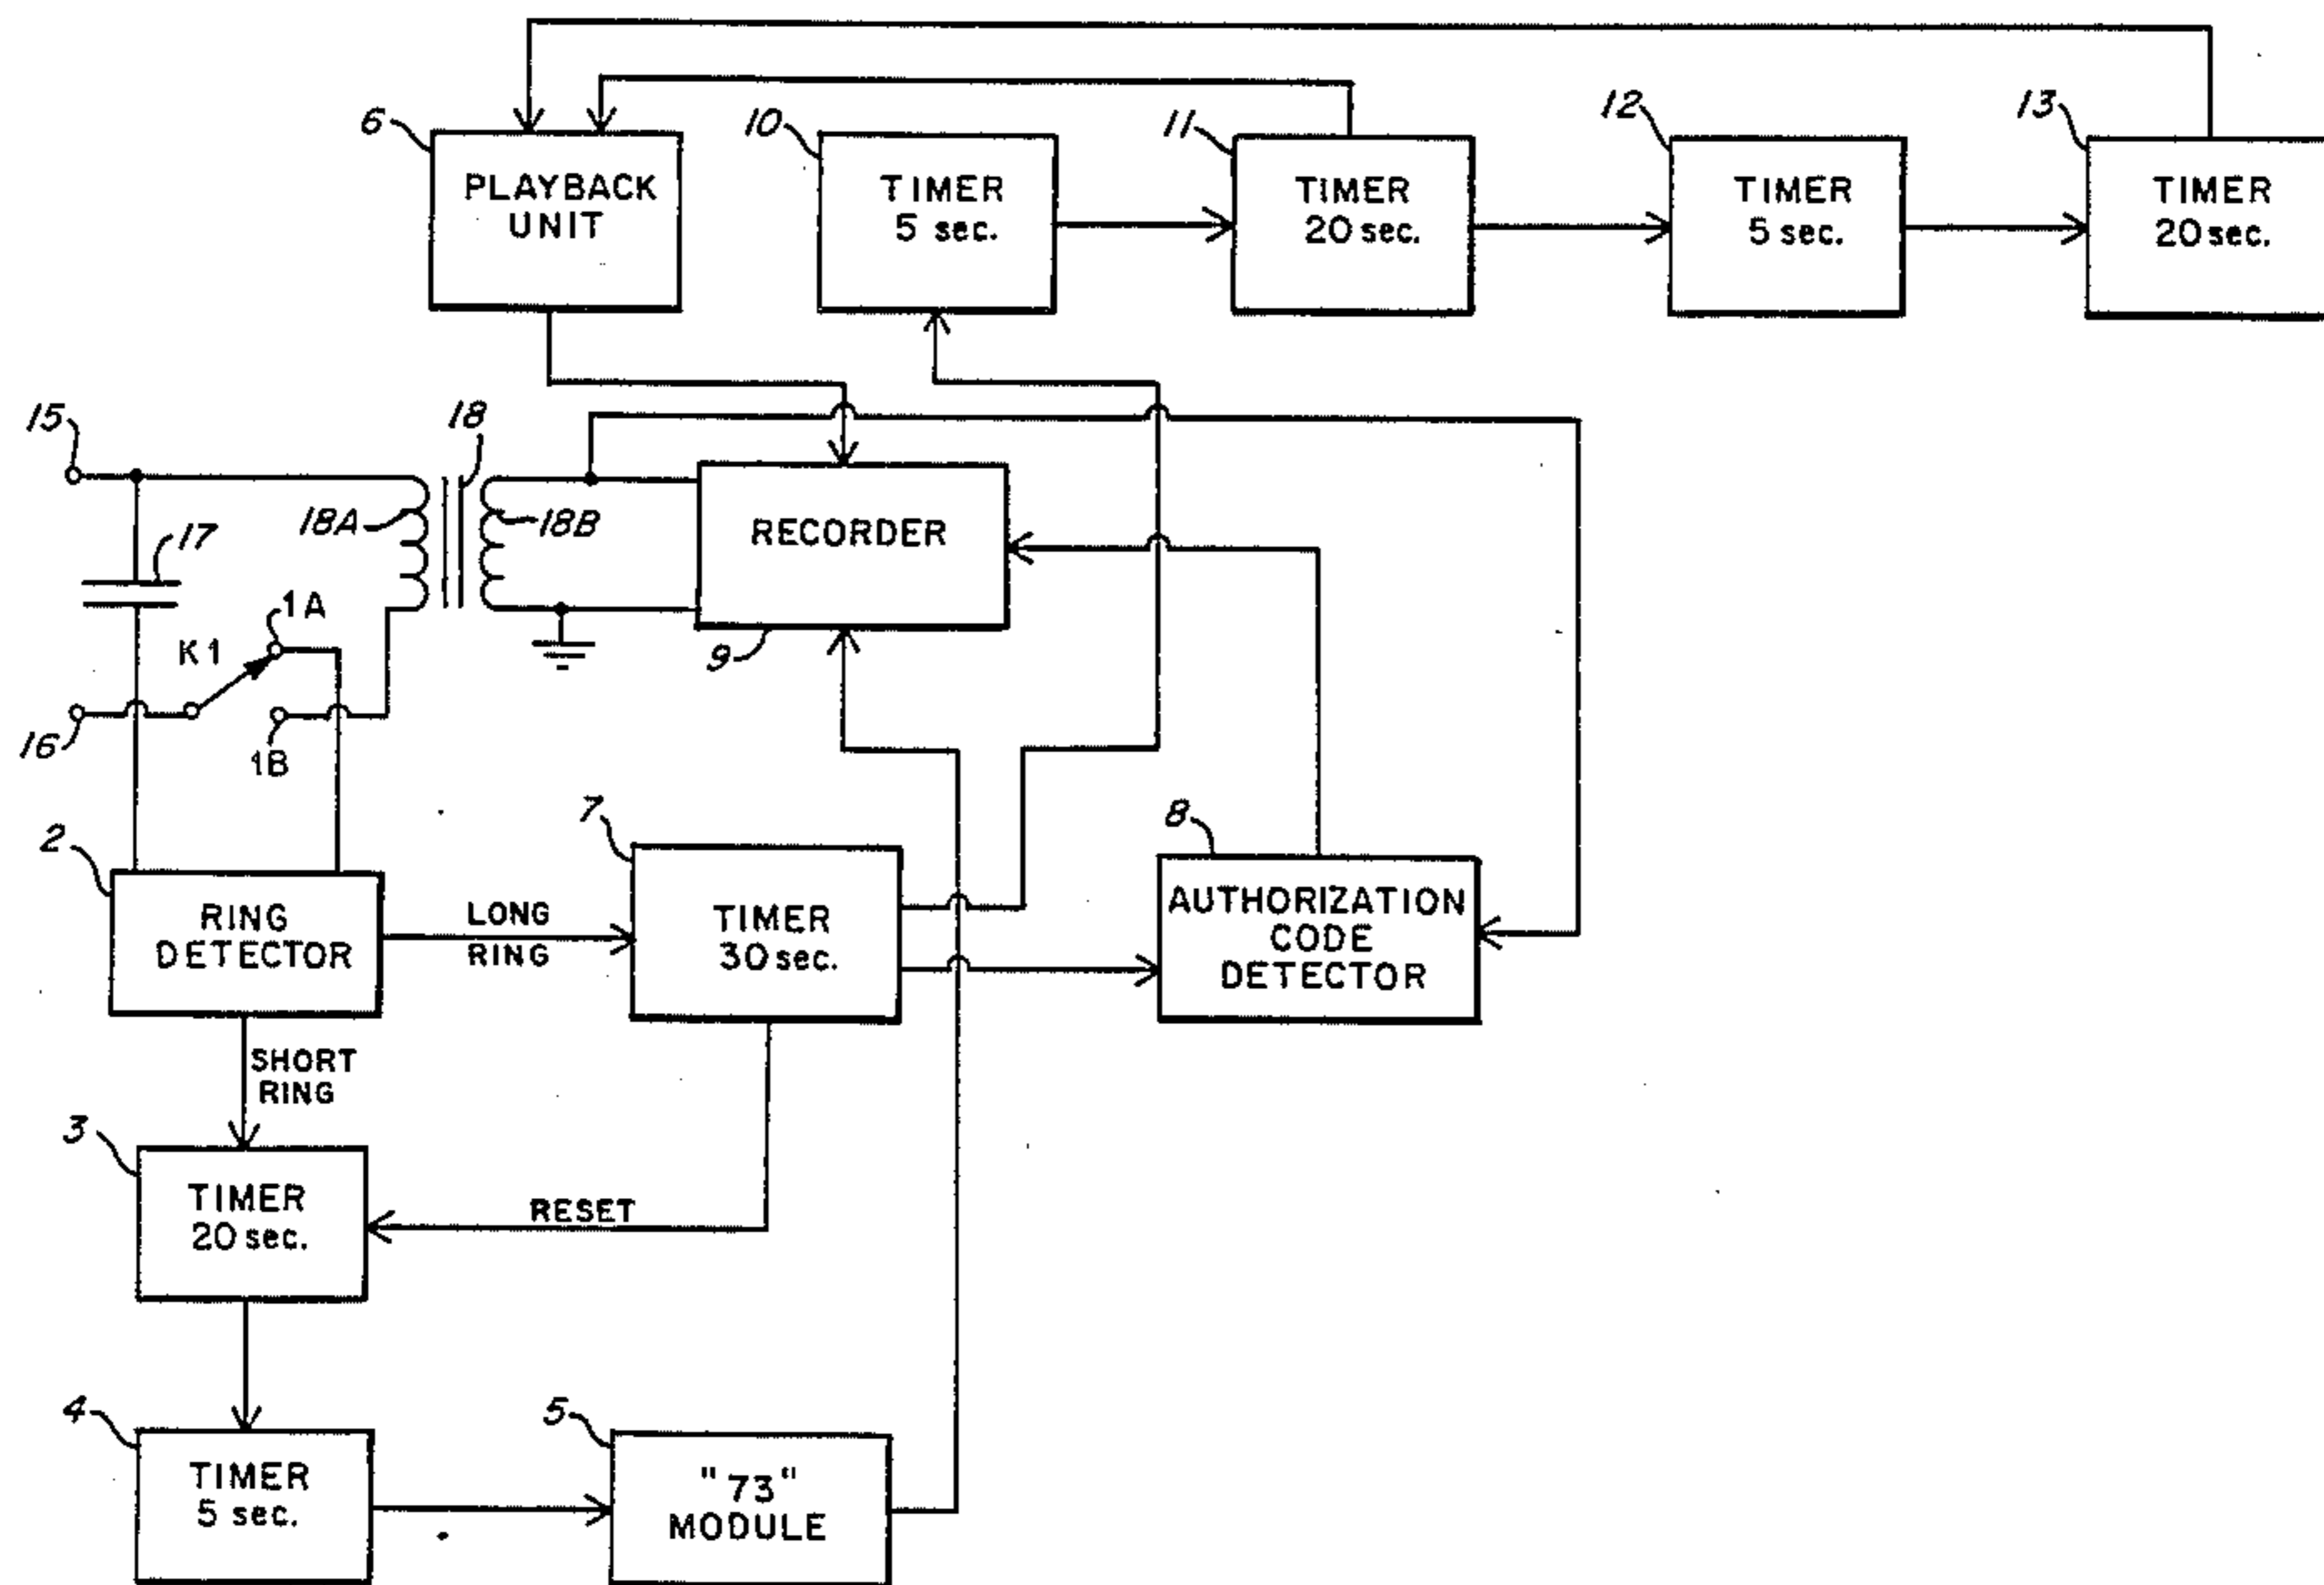 6
PLAYBACK
UNIT
10
TIMER
5 sec.
11
TIMER
20 sec.
12
TIMER
5 sec.
13
TIMER
20 sec.
15
17
18A
18
18B
RECORDER
9
K1
1A
16
1B
2
RING
DETECTOR
LONG
RING
7
TIMER
30 sec.
8
AUTHORIZATION
CODE
DETECTOR
SHORT
RING
3
TIMER
20 sec.
RESET
4
TIMER
5 sec.
5
"73"
MODULE